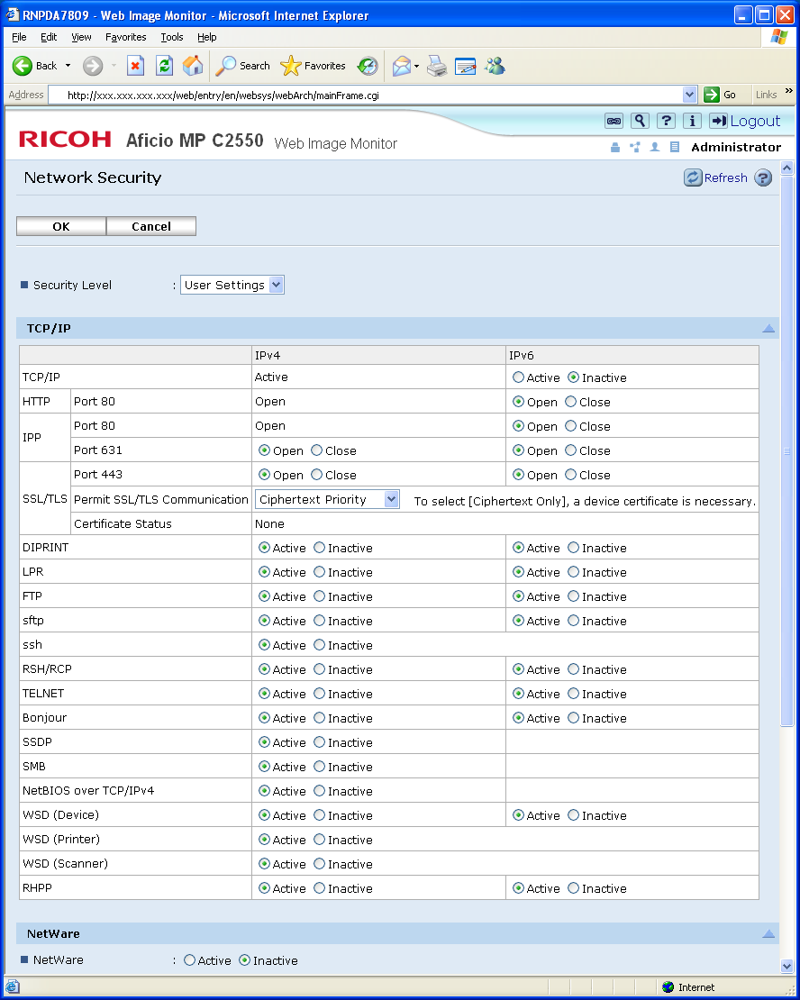 RNPDA7809 - Web Image Monitor - Microsoft Internet Explorer
File Edit View Favorites Tools Help
Back Search Favorites
Address http://xxx.xxx.xxx.xxx/web/entry/en/websys/webArch/mainFrame.cgi Go Links »
? i Logout
RICOH Aficio MP C2550 Web Image Monitor
Administrator
Network Security Refresh ?
OK Cancel
Security Level : User Settings
TCP/IP
IPv4 IPv6
TCP/IP Active Active Inactive
HTTP Port 80 Open Open Close
IPP Port 80 Open Open Close
Port 631 Open Close Open Close
SSL/TLS Port 443 Open Close Open Close
Permit SSL/TLS Communication Ciphertext Priority To select [Ciphertext Only], a device certificate is necessary.
Certificate Status None
DIPRINT Active Inactive Active Inactive
LPR Active Inactive Active Inactive
FTP Active Inactive Active Inactive
sftp Active Inactive Active Inactive
ssh Active Inactive
RSH/RCP Active Inactive Active Inactive
TELNET Active Inactive Active Inactive
Bonjour Active Inactive Active Inactive
SSDP Active Inactive
SMB Active Inactive
NetBIOS over TCP/IPv4 Active Inactive
WSD (Device) Active Inactive Active Inactive
WSD (Printer) Active Inactive
WSD (Scanner) Active Inactive
RHPP Active Inactive Active Inactive
NetWare
NetWare : Active Inactive
Internet